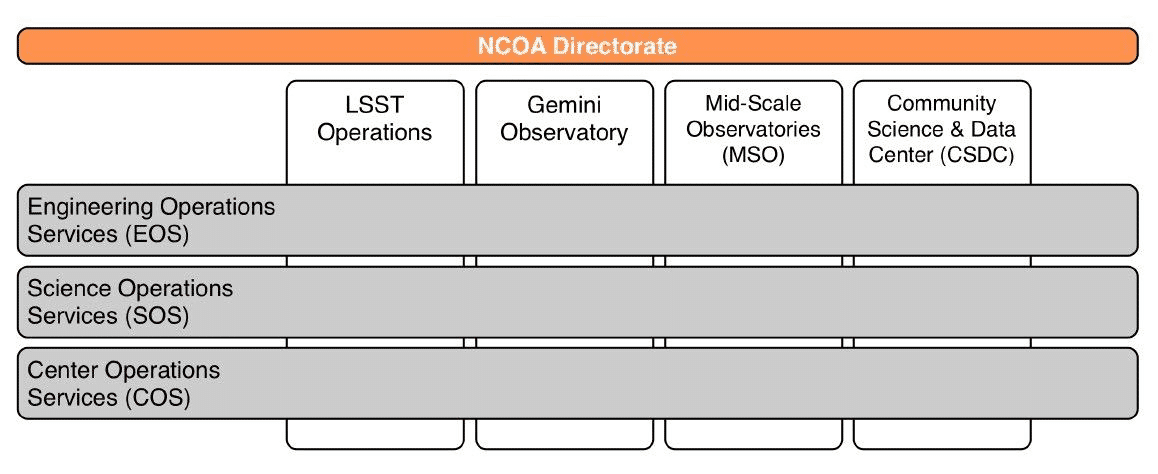 NCOA Directorate
LSST
Operations
Gemini
Observatory
Mid-Scale
Observatories
(MSO)
Community
Science & Data
Center (CSDC)
Engineering Operations
Services (EOS)
Science Operations
Services (SOS)
Center Operations
Services (COS)